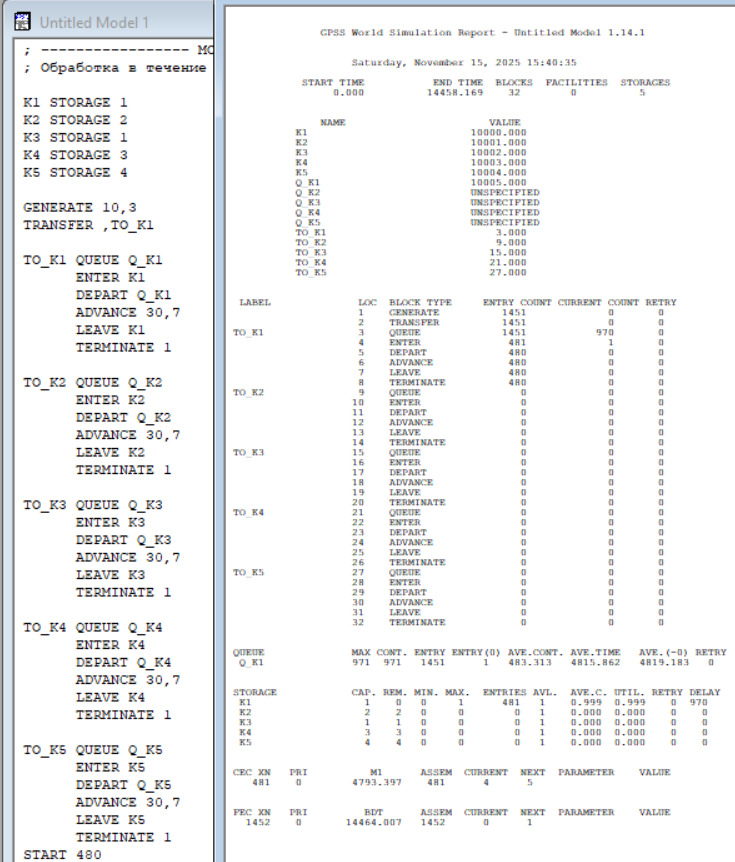 Untitled Model 1
; ----------------- МО
; Обработка в течение
K1 STORAGE 1
K2 STORAGE 2
K3 STORAGE 1
K4 STORAGE 3
K5 STORAGE 4
GENERATE 10,3
TRANSFER ,TO_K1
TO_K1 QUEUE Q_K1
ENTER K1
DEPART Q_K1
ADVANCE 30,7
LEAVE K1
TERMINATE 1
TO_K2 QUEUE Q_K2
ENTER K2
DEPART Q_K2
ADVANCE 30,7
LEAVE K2
TERMINATE 1
TO_K3 QUEUE Q_K3
ENTER K3
DEPART Q_K3
ADVANCE 30,7
LEAVE K3
TERMINATE 1
TO_K4 QUEUE Q_K4
ENTER K4
DEPART Q_K4
ADVANCE 30,7
LEAVE K4
TERMINATE 1
TO_K5 QUEUE Q_K5
ENTER K5
DEPART Q_K5
ADVANCE 30,7
LEAVE K5
TERMINATE 1
START 480
GPSS World Simulation Report - Untitled Model 1.14.1
Saturday, November 15, 2025 15:40:35
START TIME END TIME BLOCKS FACILITIES STORAGES
0.000 14458.169 32 0 5
NAME VALUE
K1 10000.000
K2 10001.000
K3 10002.000
K4 10003.000
K5 10004.000
Q_K1 10005.000
Q_K2 UNSPECIFIED
Q_K3 UNSPECIFIED
Q_K4 UNSPECIFIED
Q_K5 UNSPECIFIED
TO_K1 3.000
TO_K2 9.000
TO_K3 15.000
TO_K4 21.000
TO_K5 27.000
LABEL LOC BLOCK TYPE ENTRY COUNT CURRENT COUNT RETRY
1 GENERATE 1451 0 0
2 TRANSFER 1451 0 0
TO_K1 3 QUEUE 1451 970 0
4 ENTER 481 1 0
5 DEPART 480 0 0
6 ADVANCE 480 0 0
7 LEAVE 480 0 0
8 TERMINATE 480 0 0
TO_K2 9 QUEUE 0 0 0
10 ENTER 0 0 0
11 DEPART 0 0 0
12 ADVANCE 0 0 0
13 LEAVE 0 0 0
14 TERMINATE 0 0 0
TO_K3 15 QUEUE 0 0 0
16 ENTER 0 0 0
17 DEPART 0 0 0
18 ADVANCE 0 0 0
19 LEAVE 0 0 0
20 TERMINATE 0 0 0
TO_K4 21 QUEUE 0 0 0
22 ENTER 0 0 0
23 DEPART 0 0 0
24 ADVANCE 0 0 0
25 LEAVE 0 0 0
26 TERMINATE 0 0 0
TO_K5 27 QUEUE 0 0 0
28 ENTER 0 0 0
29 DEPART 0 0 0
30 ADVANCE 0 0 0
31 LEAVE 0 0 0
32 TERMINATE 0 0 0
QUEUE MAX CONT. ENTRY ENTRY(0) AVE.CONT. AVE.TIME AVE.(-0) RETRY
Q_K1 971 971 1451 1 483.313 4815.862 4819.183 0
STORAGE CAP. REM. MIN. MAX. ENTRIES AVL. AVE.C. UTIL. RETRY DELAY
K1 1 0 0 1 481 1 0.999 0.999 0 970
K2 2 2 0 0 0 1 0.000 0.000 0 0
K3 1 1 0 0 0 1 0.000 0.000 0 0
K4 3 3 0 0 0 1 0.000 0.000 0 0
K5 4 4 0 0 0 1 0.000 0.000 0 0
CEC XN PRI M1 ASSEM CURRENT NEXT PARAMETER VALUE
481 0 4793.397 481 4 5
FEC XN PRI BDT ASSEM CURRENT NEXT PARAMETER VALUE
1452 0 14464.007 1452 0 1